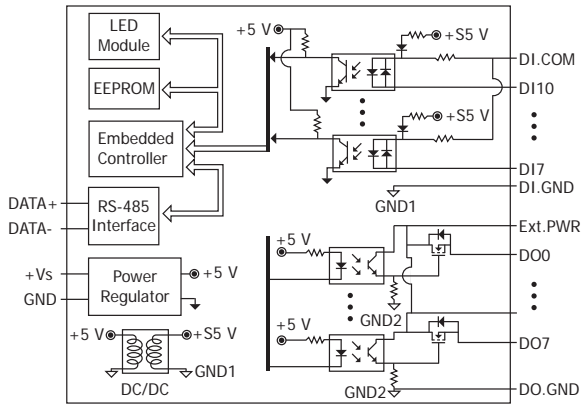 LED
Module
+5 V
+S5 V
DI.COM
EEPROM
DI10
Embedded
Controller
+S5 V
DI7
DI.GND
GND1
DATA+
DATA-
RS-485
Interface
Ext.PWR
+5 V
DO0
+Vs
GND
Power
Regulator
+5 V
GND2
+5 V
+S5 V
GND1
DC/DC
+5 V
DO7
GND2
DO.GND